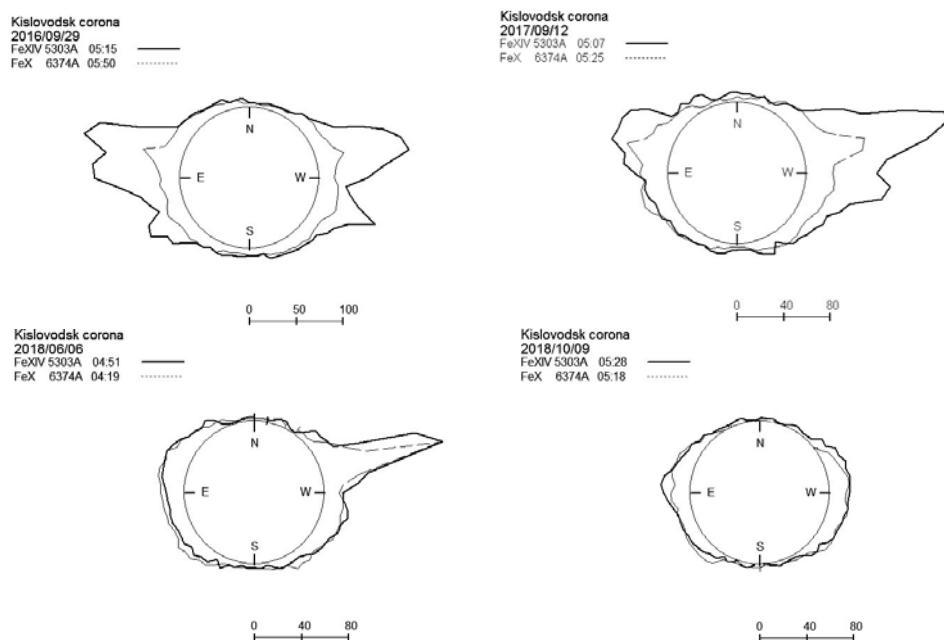 Kislovodsk corona
2016/09/29
FeXIV 5303A 05:15
FeX 6374A 05:50
N
E
W
S
0 50 100
Kislovodsk corona
2017/09/12
FeXIV 5303A 05:07
FeX 6374A 05:25
N
E
W
S
0 40 80
Kislovodsk corona
2018/06/06
FeXIV 5303A 04:51
FeX 6374A 04:19
N
E
W
S
0 40 80
Kislovodsk corona
2018/10/09
FeXIV 5303A 05:28
FeX 6374A 05:18
N
E
W
S
0 40 80